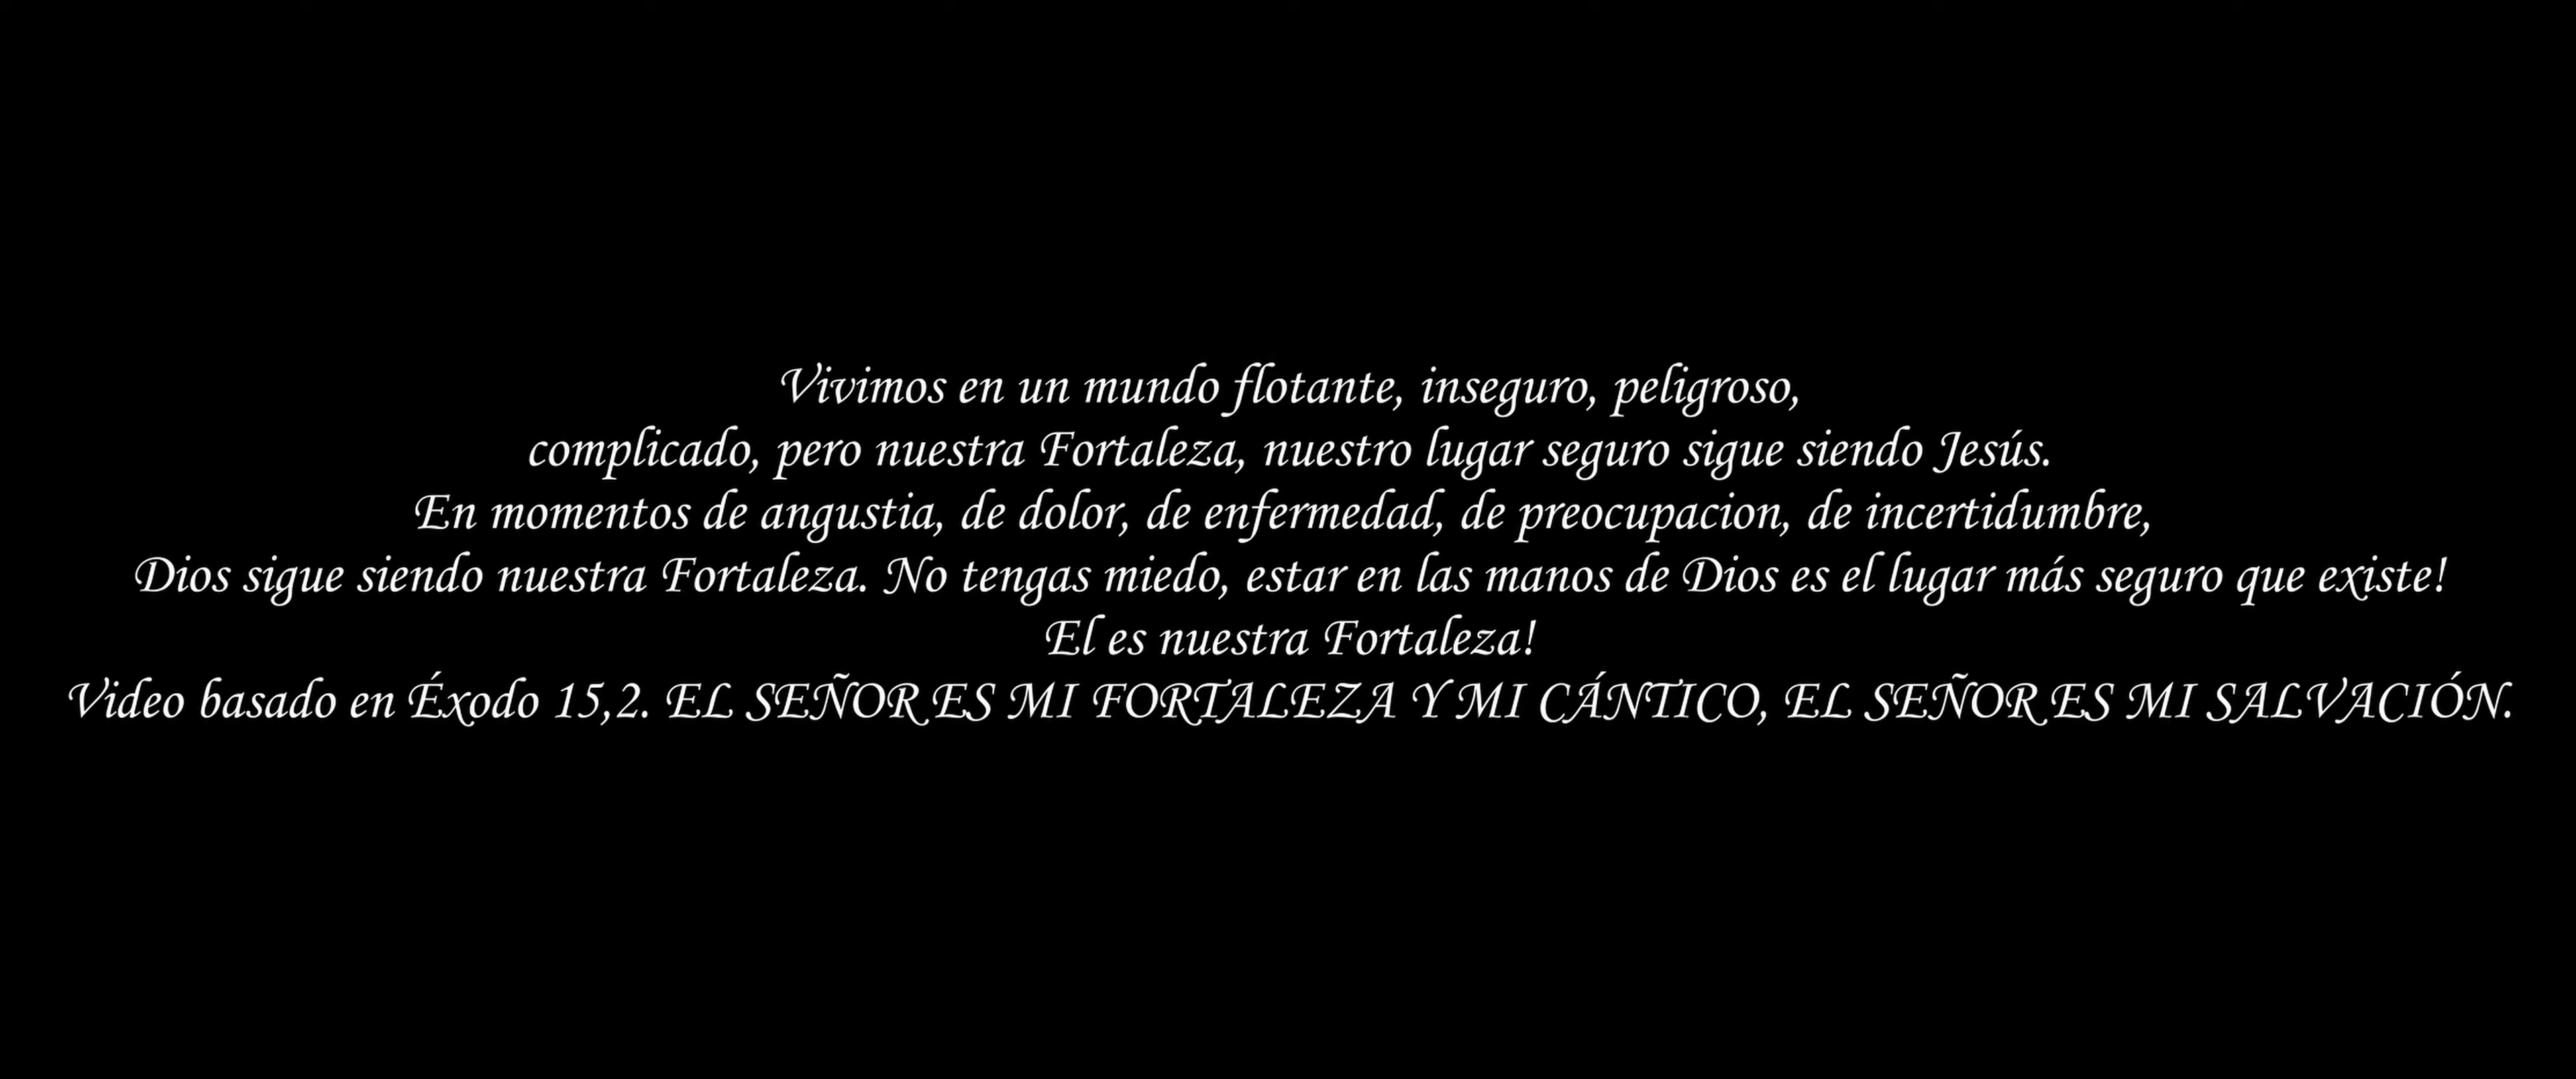 Vivimos en un mundo flotante, inseguro, peligroso,
complicado, pero nuestra Fortaleza, nuestro lugar seguro sigue siendo Jesús.
En momentos de angustia, de dolor, de enfermedad, de preocupacion, de incertidumbre,
Dios sigue siendo nuestra Fortaleza. No tengas miedo, estar en las manos de Dios es el lugar más seguro que existe!
El es nuestra Fortaleza!
Video basado en Éxodo 15,2. EL SEÑOR ES MI FORTALEZA Y MI CÁNTICO, EL SEÑOR ES MI SALVACIÓN.